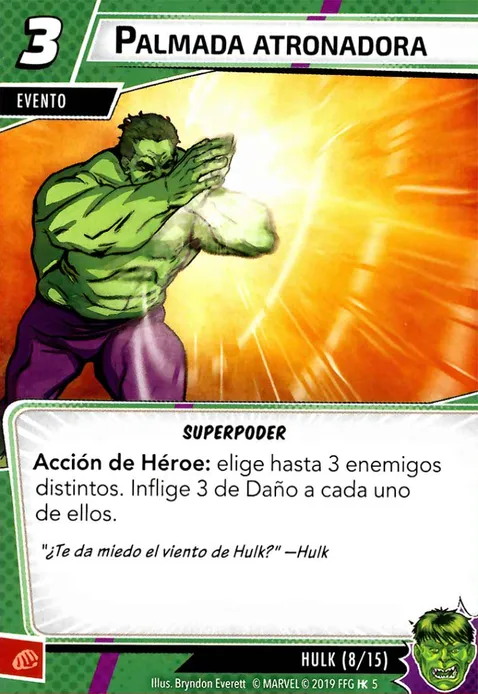 3
PALMADA ATRONADORA
EVENTO
SUPERPODER
Acción de Héroe: elige hasta 3 enemigos
distintos. Inflige 3 de Daño a cada uno
de ellos.
"¿Te da miedo el viento de Hulk?" —Hulk
HULK (8/15)
Illus. Bryndon Everett © MARVEL © 2019 FFG HK 5